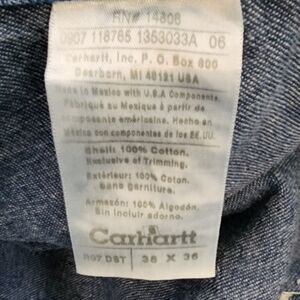 RN# 14806
0907 118765 1353033A 06
Carhartt, Inc. P.O. Box 600
Dearborn, MI 48121 USA
Made in Mexico with U.S.A Components
Fabriqué au Mexique à partir de
composants américains. Hecho en
México con componentes de los EE.UU.
Shell: 100% Cotton.
Exclusive of Trimming.
Extérieur: 100% Coton.
sans garniture.
Armazón: 100% Algodón.
Sin incluir adorno.
Carhartt
B07 DST 36 X 36